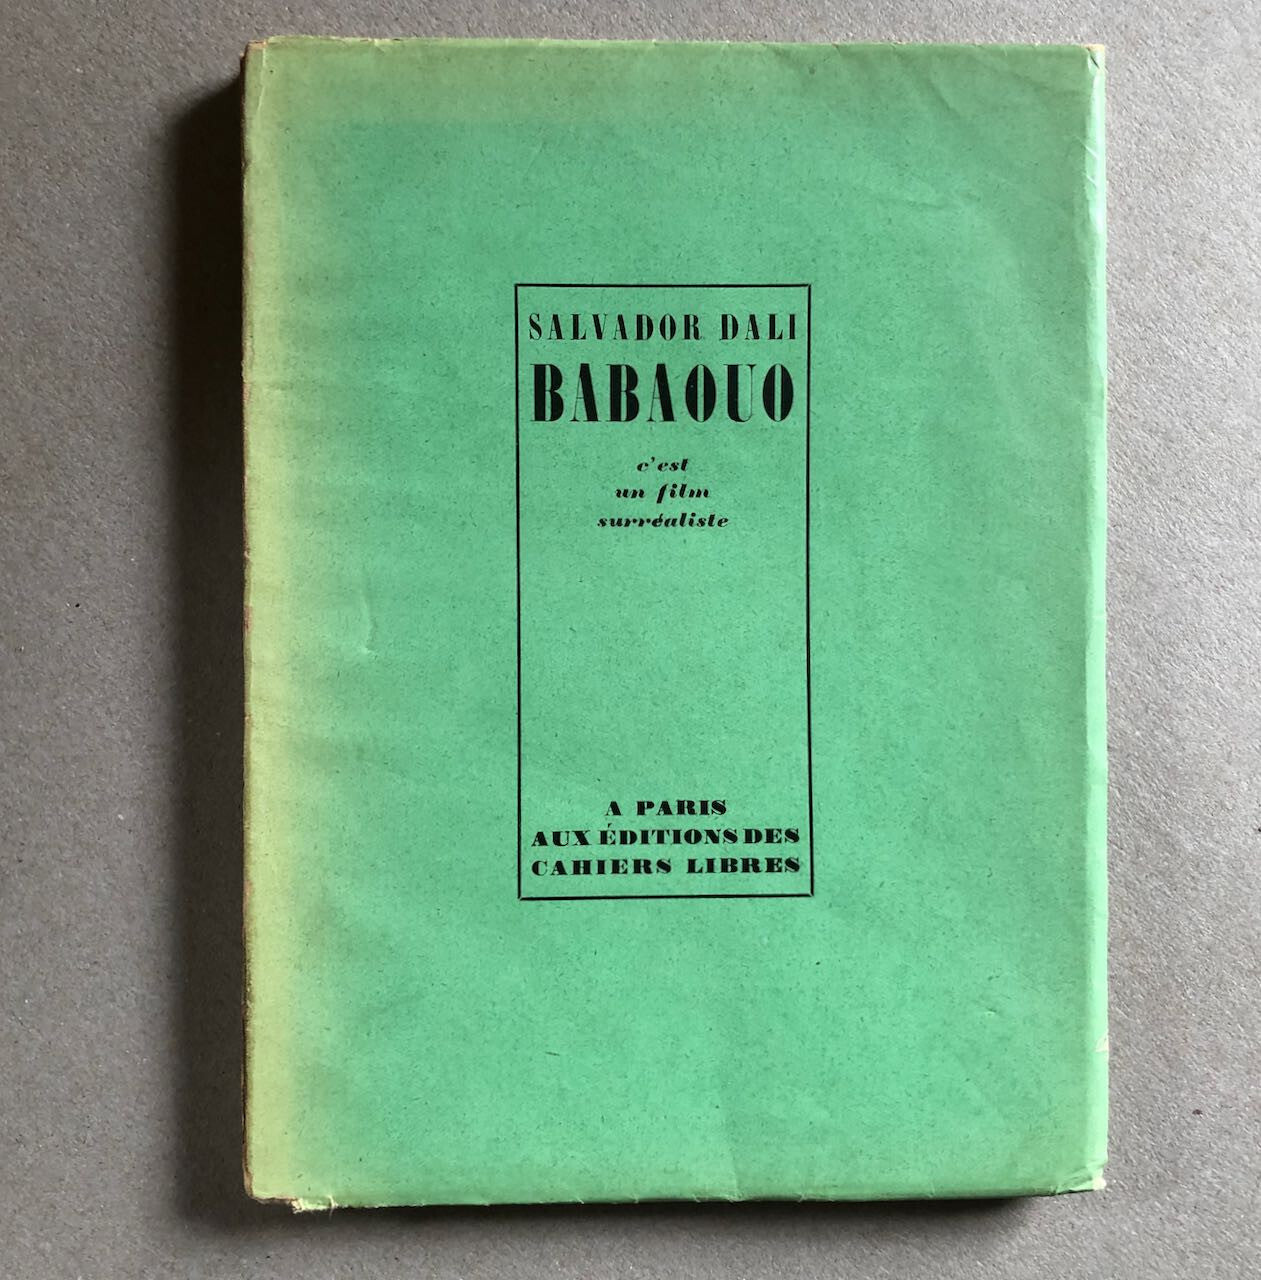 SALVADOR DALI
BABAOUO
c'est
un film
surréaliste
A PARIS
AUX ÉDITIONS DES
CAHIERS LIBRES